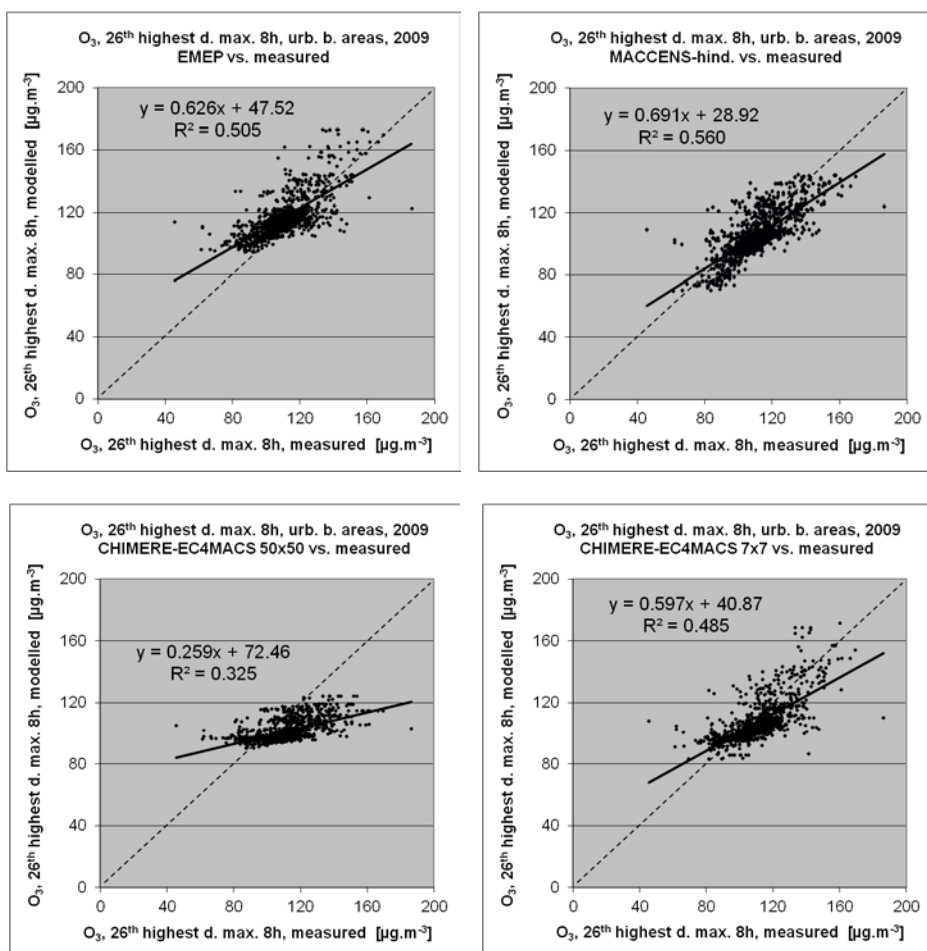 O₃, 26ᵗʰ highest d. max. 8h, urb. b. areas, 2009
EMEP vs. measured
O₃, 26ᵗʰ highest d. max. 8h, modelled [µg.m⁻³]
y = 0.626x + 47.52
R² = 0.505
200
160
120
80
40
0
0 40 80 120 160 200
O₃, 26ᵗʰ highest d. max. 8h, measured [µg.m⁻³]
O₃, 26ᵗʰ highest d. max. 8h, urb. b. areas, 2009
MACCENS-hind. vs. measured
O₃, 26ᵗʰ highest d. max. 8h, modelled [µg.m⁻³]
y = 0.691x + 28.92
R² = 0.560
200
160
120
80
40
0
0 40 80 120 160 200
O₃, 26ᵗʰ highest d. max. 8h, measured [µg.m⁻³]
O₃, 26ᵗʰ highest d. max. 8h, urb. b. areas, 2009
CHIMERE-EC4MACS 50x50 vs. measured
O₃, 26ᵗʰ highest d. max. 8h, modelled [µg.m⁻³]
y = 0.259x + 72.46
R² = 0.325
200
160
120
80
40
0
0 40 80 120 160 200
O₃, 26ᵗʰ highest d. max. 8h, measured [µg.m⁻³]
O₃, 26ᵗʰ highest d. max. 8h, urb. b. areas, 2009
CHIMERE-EC4MACS 7x7 vs. measured
O₃, 26ᵗʰ highest d. max. 8h, modelled [µg.m⁻³]
y = 0.597x + 40.87
R² = 0.485
200
160
120
80
40
0
0 40 80 120 160 200
O₃, 26ᵗʰ highest d. max. 8h, measured [µg.m⁻³]